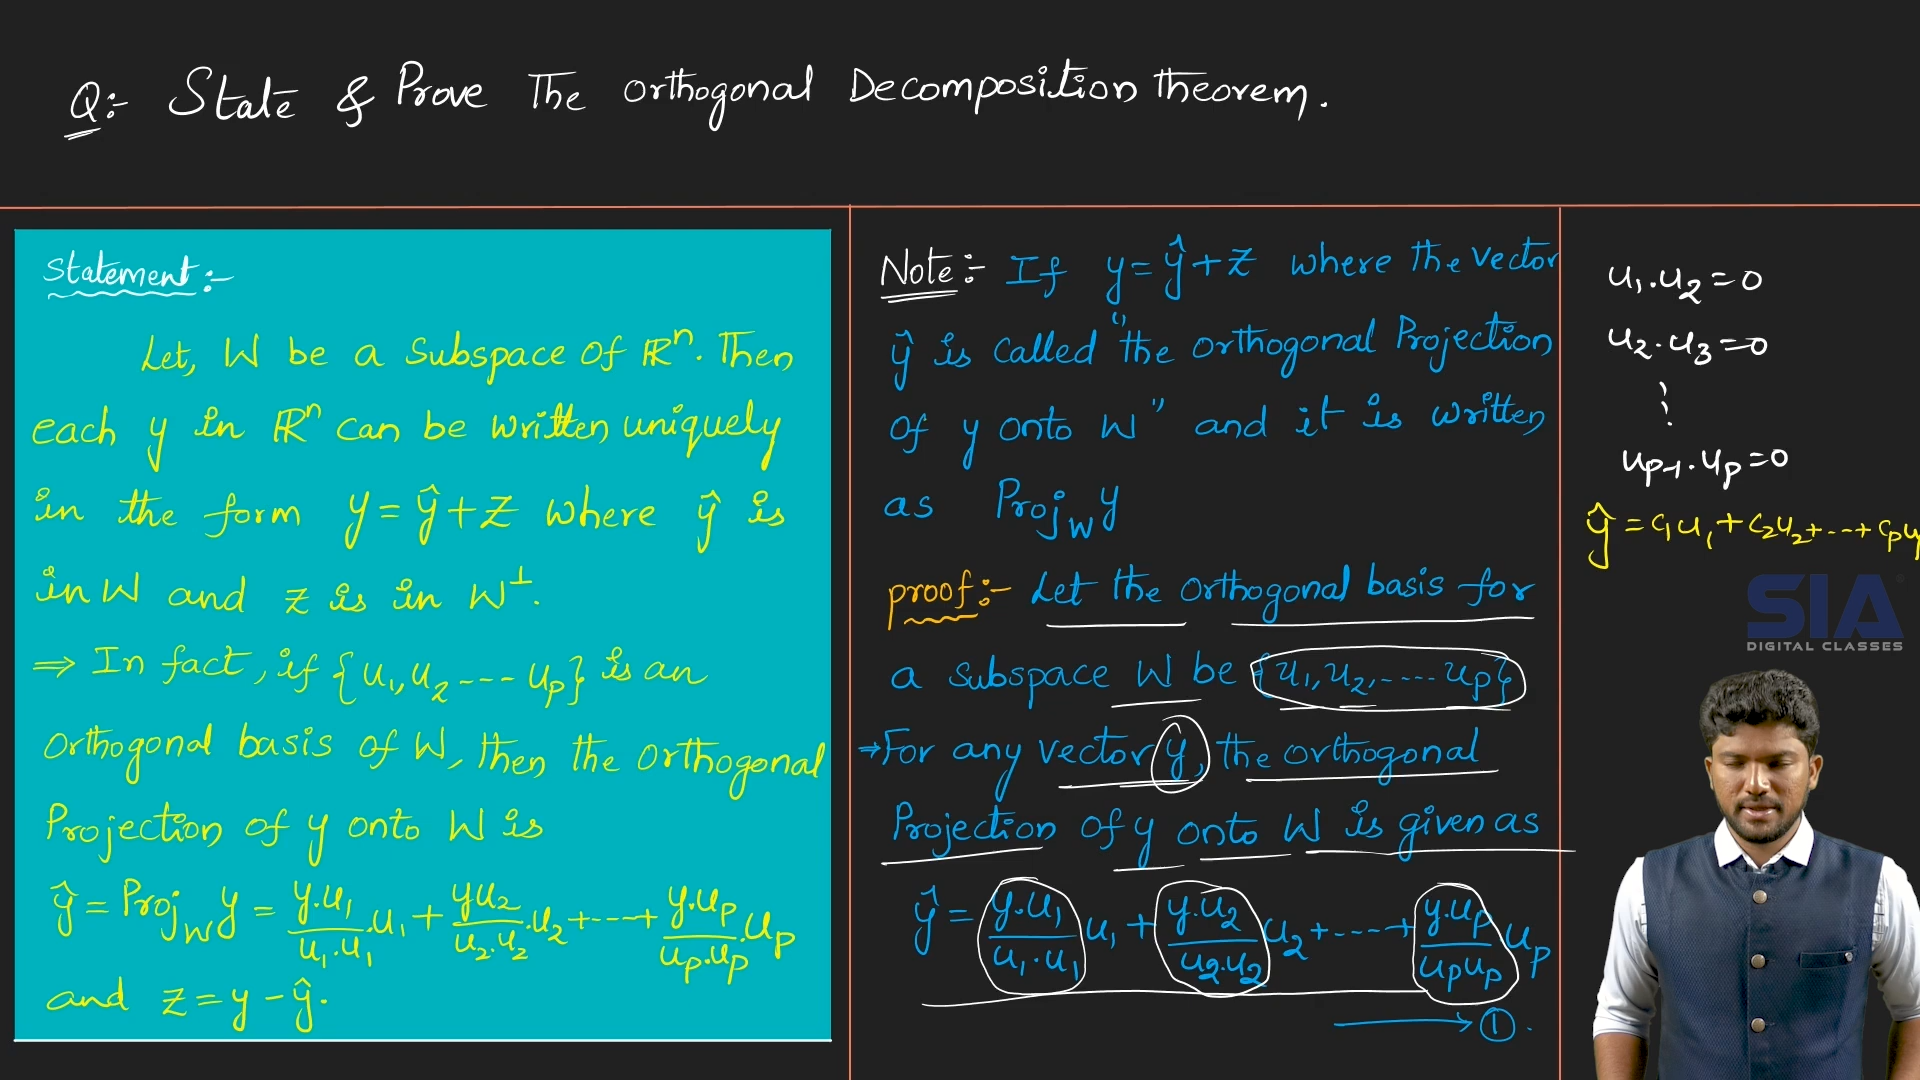 Q:- State & Prove The Orthogonal Decomposition theorem.
Statement:-
Let, W be a subspace of ℝⁿ. Then
each y in ℝⁿ can be written uniquely
in the form y = ŷ + z where ŷ is
in W and z is in W⊥.
⇒ In fact, if {u₁, u₂ ---- uₚ} is an
orthogonal basis of W, then the orthogonal
Projection of y onto W is
ŷ = Proj_W y = y.u₁/u₁.u₁ .u₁ + yu₂/u₂.u₂ .u₂ + ---- + y.uₚ/uₚ.uₚ .uₚ
and z = y - ŷ.
Note:- If y = ŷ + z where the vector
ŷ is called "the orthogonal Projection
of y onto W" and it is written
as Proj_W y
proof:- Let the orthogonal basis for
a subspace W be {u₁, u₂, ---- uₚ}
→For any vector y, the orthogonal
Projection of y onto W is given as
ŷ = y.u₁/u₁.u₁ u₁ + y.u₂/u₂.u₂ u₂ + ---- + y.uₚ/uₚuₚ uₚ
→ ①.
u₁.u₂ = 0
u₂.u₃ = 0
uₚ₋₁.uₚ = 0
ŷ = c₁u₁ + c₂u₂ + --- + cₚu
SIA
DIGITAL CLASSES